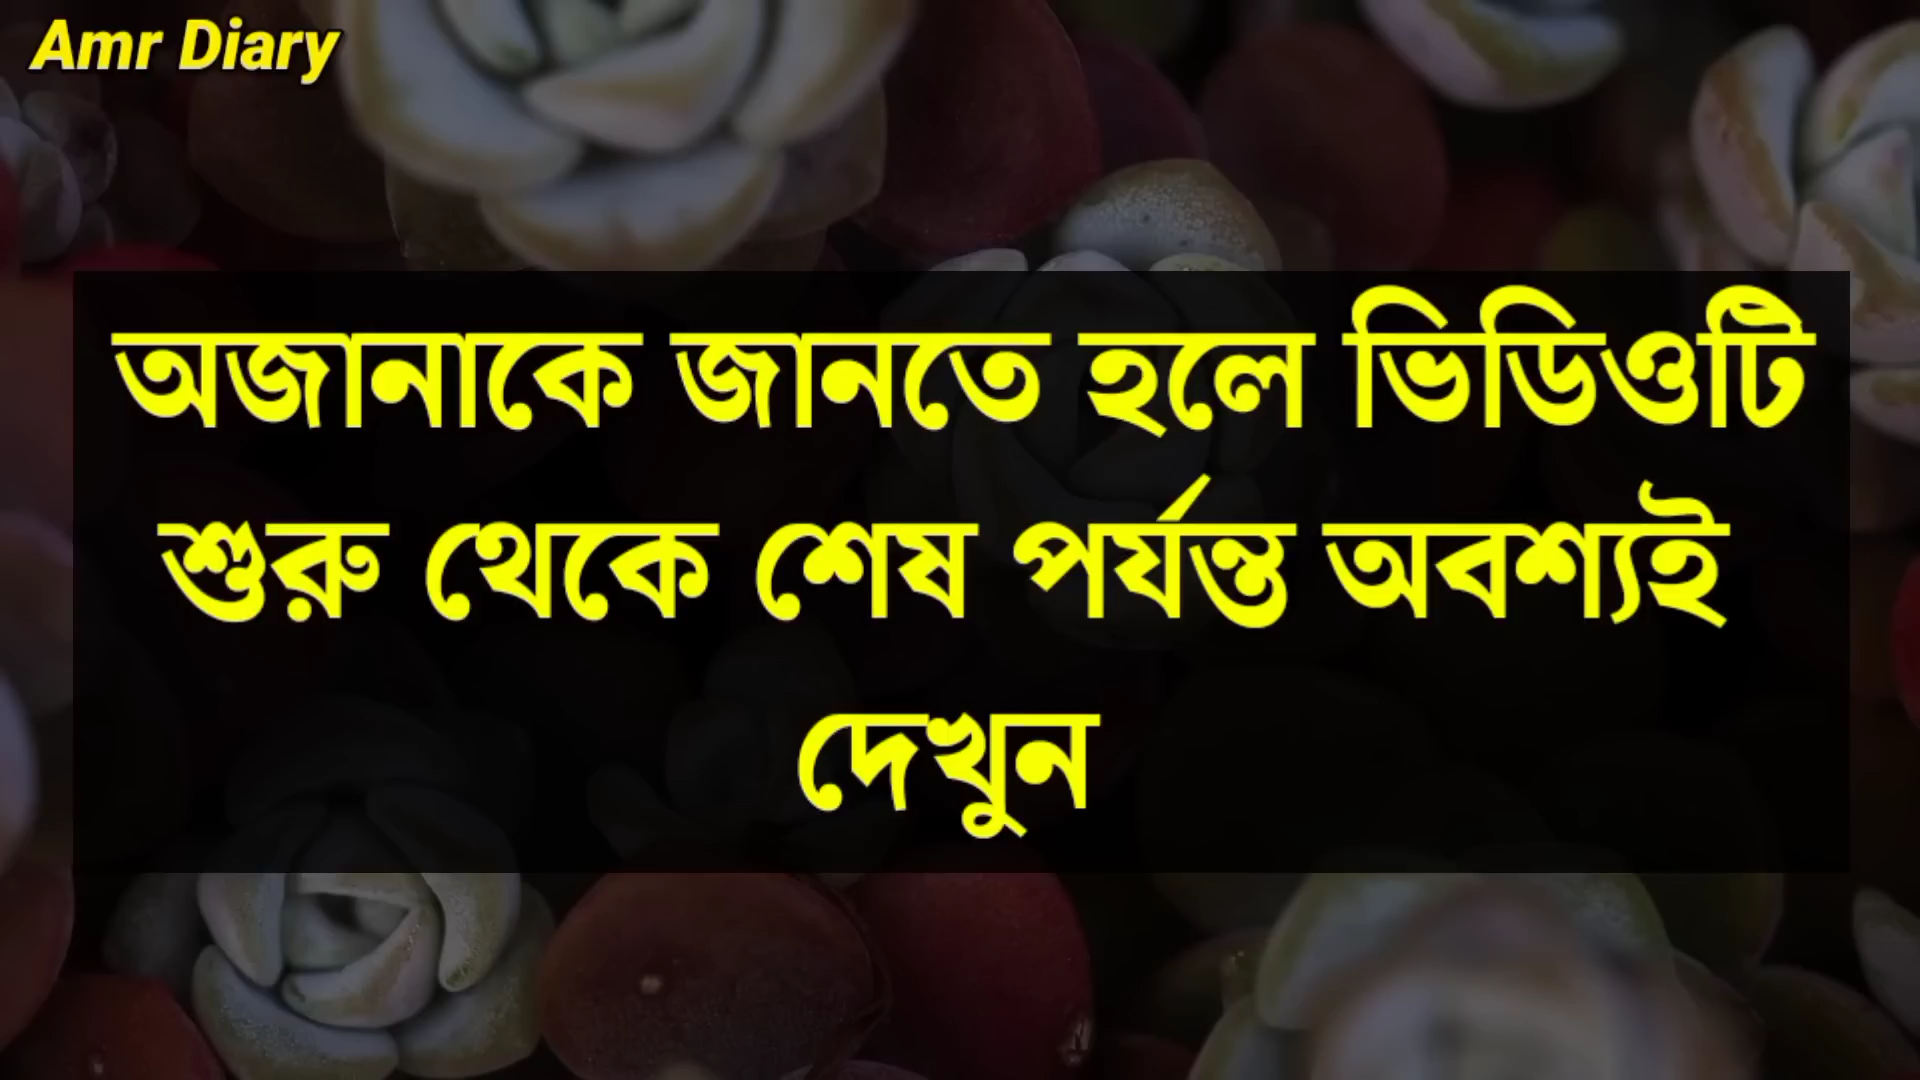 Amr Diary
অজানাকে জানতে হলে ভিডিওটি
শুরু থেকে শেষ পর্যন্ত অবশ্যই
দেখুন